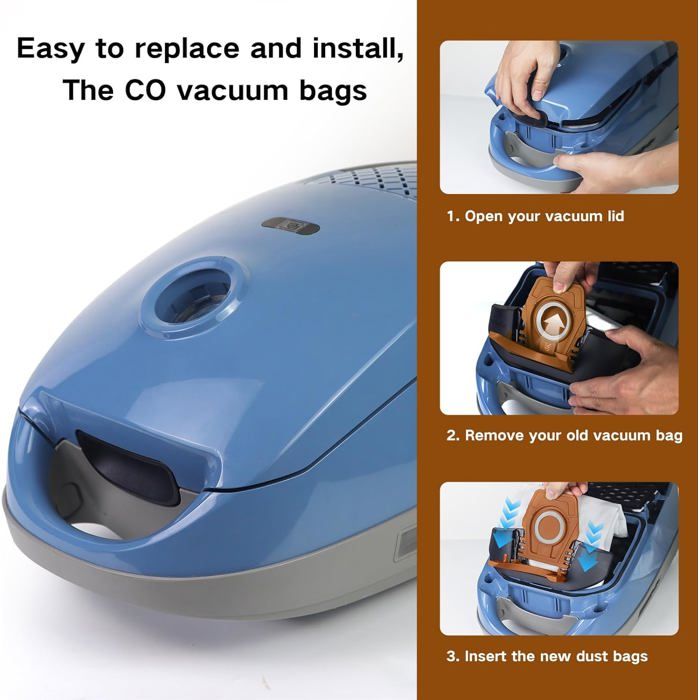 Easy to replace and install,
The CO vacuum bags
1. Open your vacuum lid
2. Remove your old vacuum bag
3. Insert the new dust bags